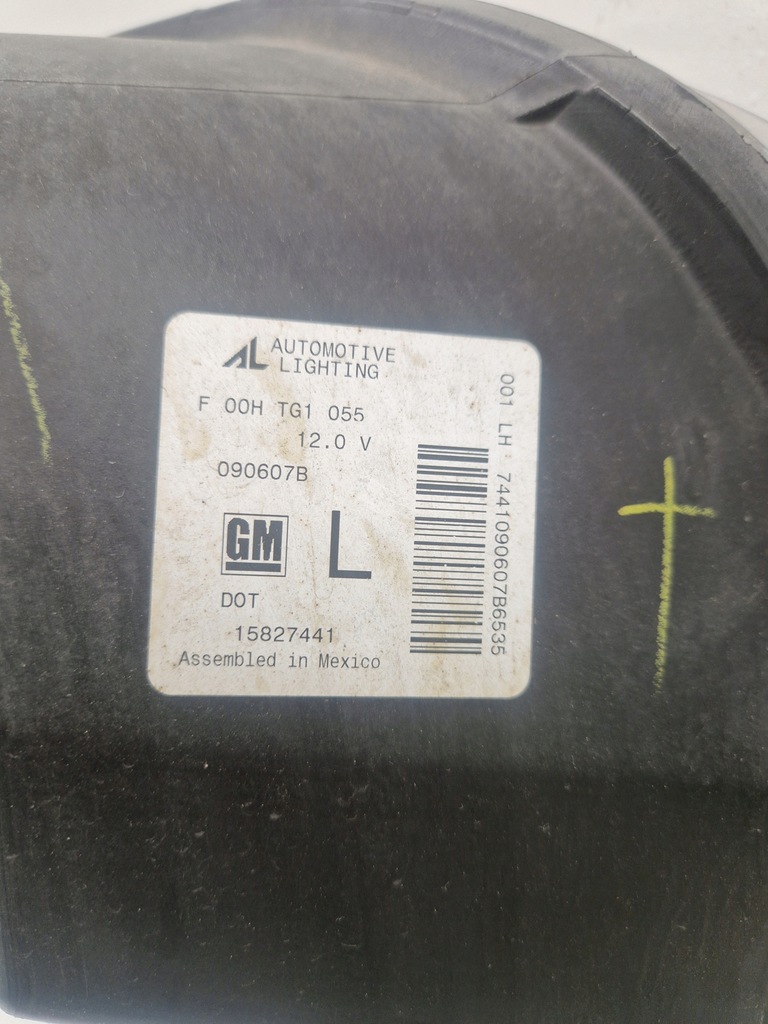 AL AUTOMOTIVE
LIGHTING
F 00H TG1 055
12.0 V
090607B
GM L
DOT
15827441
Assembled in Mexico
001 LH: 7441090607B6535